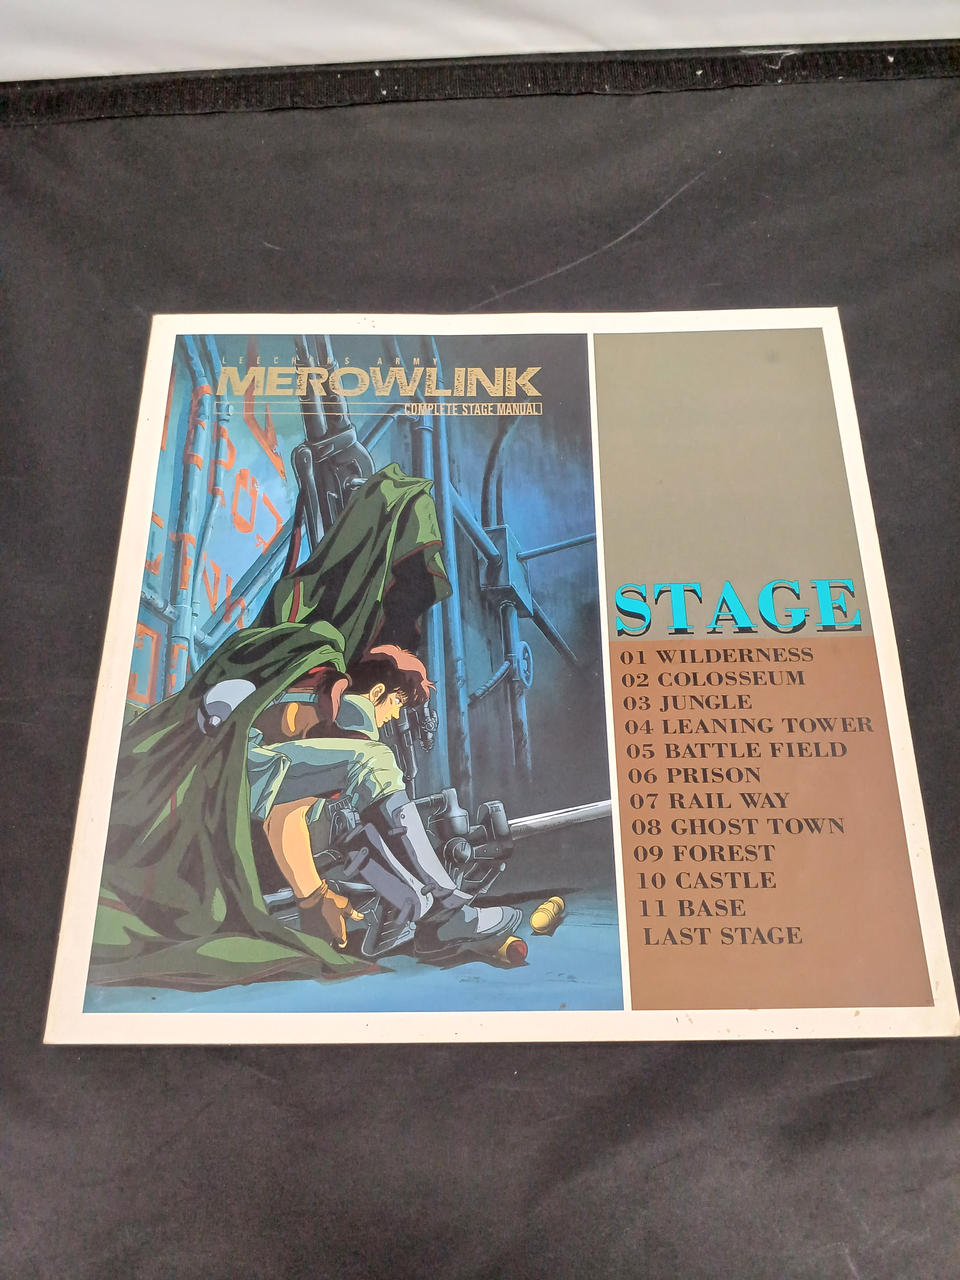 LEECHERS ARMY
MEROWLINK
COMPLETE STAGE MANUAL
STAGE
01 WILDERNESS
02 COLOSSEUM
03 JUNGLE
04 LEANING TOWER
05 BATTLE FIELD
06 PRISON
07 RAIL WAY
08 GHOST TOWN
09 FOREST
10 CASTLE
11 BASE
LAST STAGE